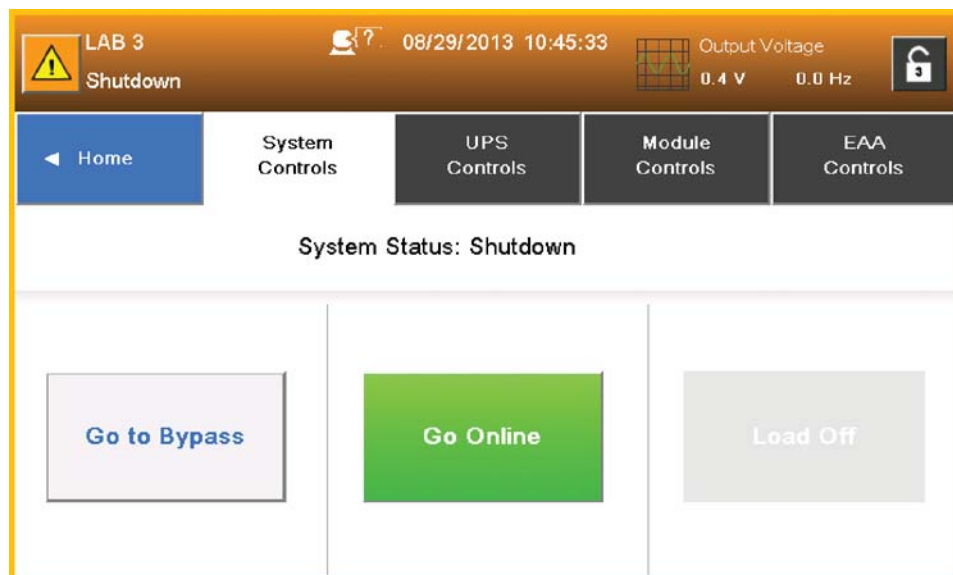 LAB 3
Shutdown
?
08/29/2013 10:45:33
Output Voltage
0.4 V 0.0 Hz
3
Home
System
Controls
UPS
Controls
Module
Controls
EAA
Controls
System Status: Shutdown
Go to Bypass
Go Online
Load Off